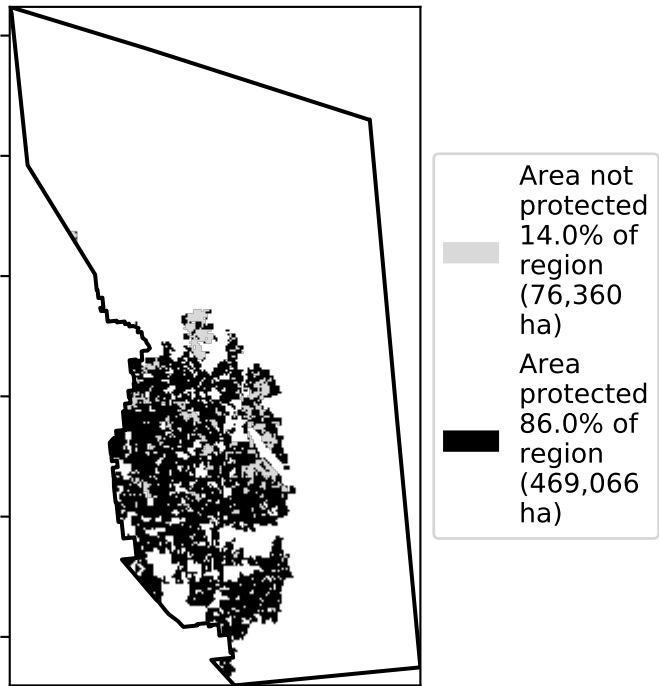 Area not
protected
14.0% of
region
(76,360
ha)
Area
protected
86.0% of
region
(469,066
ha)